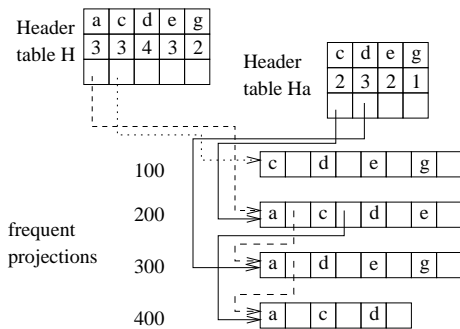 Header
table H
a c d e g
3 3 4 3 2
Header
table Ha
c d e g
2 3 2 1
frequent
projections
100 c d e g
200 a c d e
300 a d e g
400 a c d